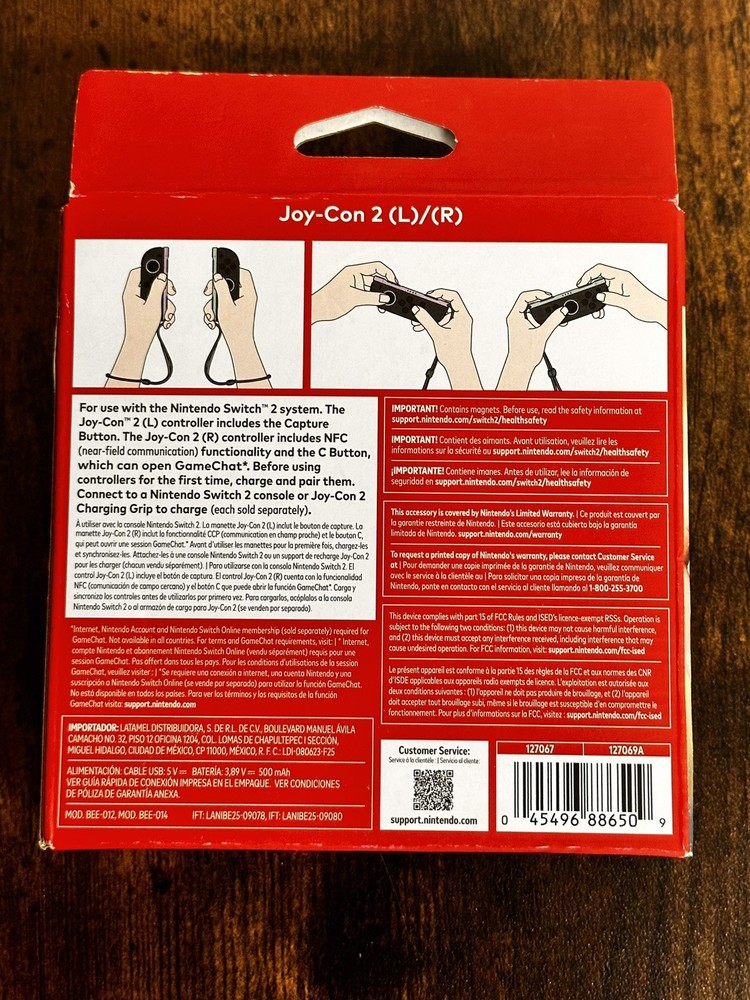 Joy-Con 2 (L)/(R)
For use with the Nintendo Switch™ 2 system. The
Joy-Con™ 2 (L) controller includes the Capture
Button. The Joy-Con 2 (R) controller includes NFC
(near-field communication) functionality and the C Button,
which can open GameChat*. Before using
controllers for the first time, charge and pair them.
Connect to a Nintendo Switch 2 console or Joy-Con 2
Charging Grip to charge (each sold separately).
À utiliser avec la console Nintendo Switch 2. La manette Joy-Con 2 (L) inclut le bouton de capture. La
manette Joy-Con 2 (R) inclut la fonctionnalité CCP (communication en champ proche) et le bouton C,
qui peut ouvrir une session GameChat*. Avant d'utiliser les manettes pour la première fois, chargez-les
et synchronisez-les. Attachez-les à une console Nintendo Switch 2 ou un support de recharge Joy-Con 2
pour les charger (chacun vendu séparément). | Para utilizarse con la consola Nintendo Switch 2. El
control Joy-Con 2 (L) incluye el botón de captura. El control Joy-Con 2 (R) cuenta con la funcionalidad
NFC (comunicación de campo cercano) y el botón C que puede abrir la función GameChat*. Carga y
sincroniza los controles antes de utilizarlos por primera vez. Para cargarlos, acóplalos a la consola
Nintendo Switch 2 o al armazón de carga para Joy-Con 2 (se venden por separado).
*Internet, Nintendo Account and Nintendo Switch Online membership (sold separately) required for
GameChat. Not available in all countries. For terms and GameChat requirements, visit: | * Internet,
compte Nintendo et abonnement Nintendo Switch Online (vendu séparément) requis pour une
session GameChat. Pas offert dans tous les pays. Pour les conditions d'utilisations de la session
GameChat, veuillez visiter : | *Se requiere una conexión a internet, una cuenta Nintendo y una
suscripción a Nintendo Switch Online (se vende por separado) para utilizar la función GameChat.
No está disponible en todos los países. Para ver los términos y los requisitos de la función
GameChat visita: support.nintendo.com
IMPORTADOR: LATAMEL DISTRIBUIDORA, S. DE R.L. DE C.V., BOULEVARD MANUEL ÁVILA
CAMACHO NO. 32, PISO 12 OFICINA 1204, COL. LOMAS DE CHAPULTEPEC I SECCIÓN,
MIGUEL HIDALGO, CIUDAD DE MÉXICO, CP 11000, MÉXICO, R. F. C.: LDI-080623-F25
ALIMENTACIÓN: CABLE USB: 5 V⎓ BATERÍA: 3,89 V⎓ 500 mAh
VER GUÍA RÁPIDA DE CONEXIÓN IMPRESA EN EL EMPAQUE. VER CONDICIONES
DE PÓLIZA DE GARANTÍA ANEXA.
MOD. BEE-012, MOD. BEE-014 IFT: LANIBE25-09078, IFT: LANIBE25-09080
IMPORTANT! Contains magnets. Before use, read the safety information at
support.nintendo.com/switch2/healthsafety
IMPORTANT! Contient des aimants. Avant utilisation, veuillez lire les
informations sur la sécurité au support.nintendo.com/switch2/healthsafety
¡IMPORTANTE! Contiene imanes. Antes de utilizar, lee la información de
seguridad en support.nintendo.com/switch2/healthsafety
This accessory is covered by Nintendo's Limited Warranty. | Ce produit est couvert par
la garantie restreinte de Nintendo. | Este accesorio está cubierto bajo la garantía
limitada de Nintendo. support.nintendo.com/warranty
To request a printed copy of Nintendo's warranty, please contact Customer Service
at | Pour demander une copie imprimée de la garantie de Nintendo, veuillez communiquer
avec le service à la clientèle au | Para solicitar una copia impresa de la garantía de
Nintendo, ponte en contacto con el servicio al cliente llamando al 1-800-255-3700
This device complies with part 15 of FCC Rules and ISED's licence-exempt RSSs. Operation is
subject to the following two conditions: (1) this device may not cause harmful interference,
and (2) this device must accept any interference received, including interference that may
cause undesired operation. For FCC information, visit: support.nintendo.com/fcc-ised
Le présent appareil est conforme à la partie 15 des règles de la FCC et aux normes des CNR
d'ISDE applicables aux appareils radio exempts de licence. L'exploitation est autorisée aux
deux conditions suivantes : (1) l'appareil ne doit pas produire de brouillage, et (2) l'appareil
doit accepter tout brouillage subi, même si le brouillage est susceptible d'en compromettre le
fonctionnement. Pour plus d'informations sur la FCC, visitez : support.nintendo.com/fcc-ised
Customer Service:
Service à la clientèle: | Servicio al cliente:
support.nintendo.com
127067 127069A
0 45496 88650 9